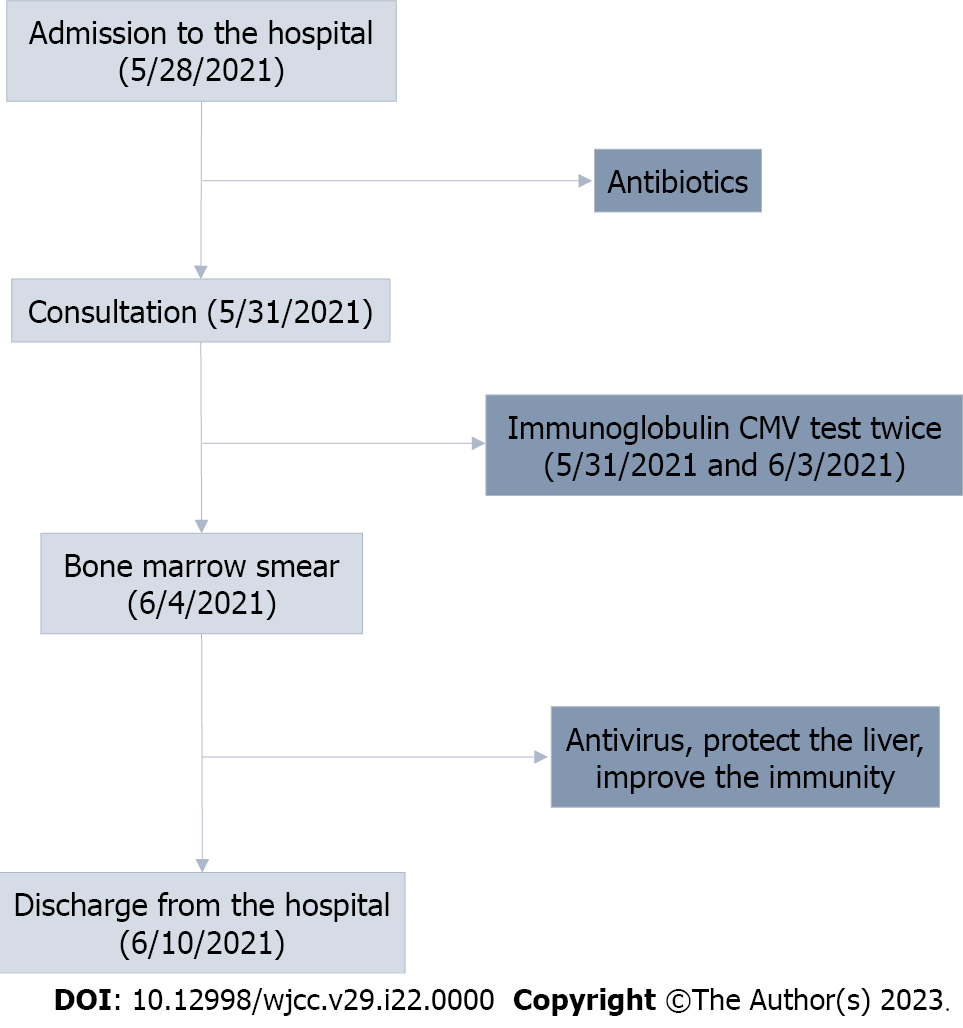 Admission to the hospital
(5/28/2021)
Antibiotics
Consultation (5/31/2021)
Immunoglobulin CMV test twice
(5/31/2021 and 6/3/2021)
Bone marrow smear
(6/4/2021)
Antivirus, protect the liver,
improve the immunity
Discharge from the hospital
(6/10/2021)
DOI: 10.12998/wjcc.v29.i22.0000 Copyright ©The Author(s) 2023.